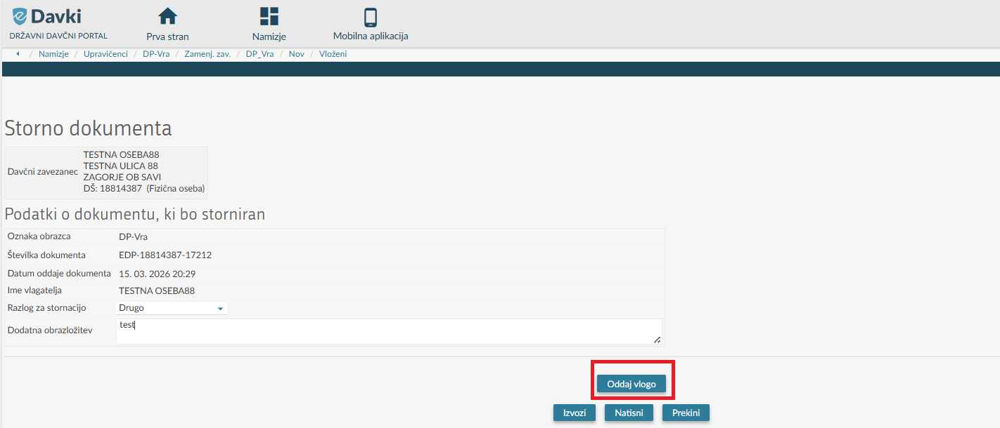 eDavki
DRŽAVNI DAVČNI PORTAL
Prva stran
Namizje
Mobilna aplikacija
/ Namizje / Upravičenci / DP-Vra / Zamenj. zav. / DP_Vra / Nov / Vloženi
Storno dokumenta
Davčni zavezanec
TESTNA OSEBA88
TESTNA ULICA 88
ZAGORJE OB SAVI
DŠ: 18814387 (Fizična oseba)
Podatki o dokumentu, ki bo storniran
Oznaka obrazca DP-Vra
Številka dokumenta EDP-18814387-17212
Datum oddaje dokumenta 15. 03. 2026 20:29
Ime vlagatelja TESTNA OSEBA88
Razlog za stornacijo Drugo
Dodatna obrazložitev test
Oddaj vlogo
Izvozi Natisni Prekini